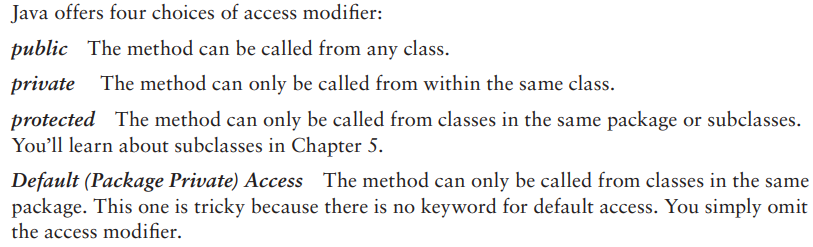 Java offers four choices of access modifier:
public The method can be called from any class.
private The method can only be called from within the same class.
protected The method can only be called from classes in the same package or subclasses.
You’ll learn about subclasses in Chapter 5.
Default (Package Private) Access The method can only be called from classes in the same
package. This one is tricky because there is no keyword for default access. You simply omit
the access modifier.